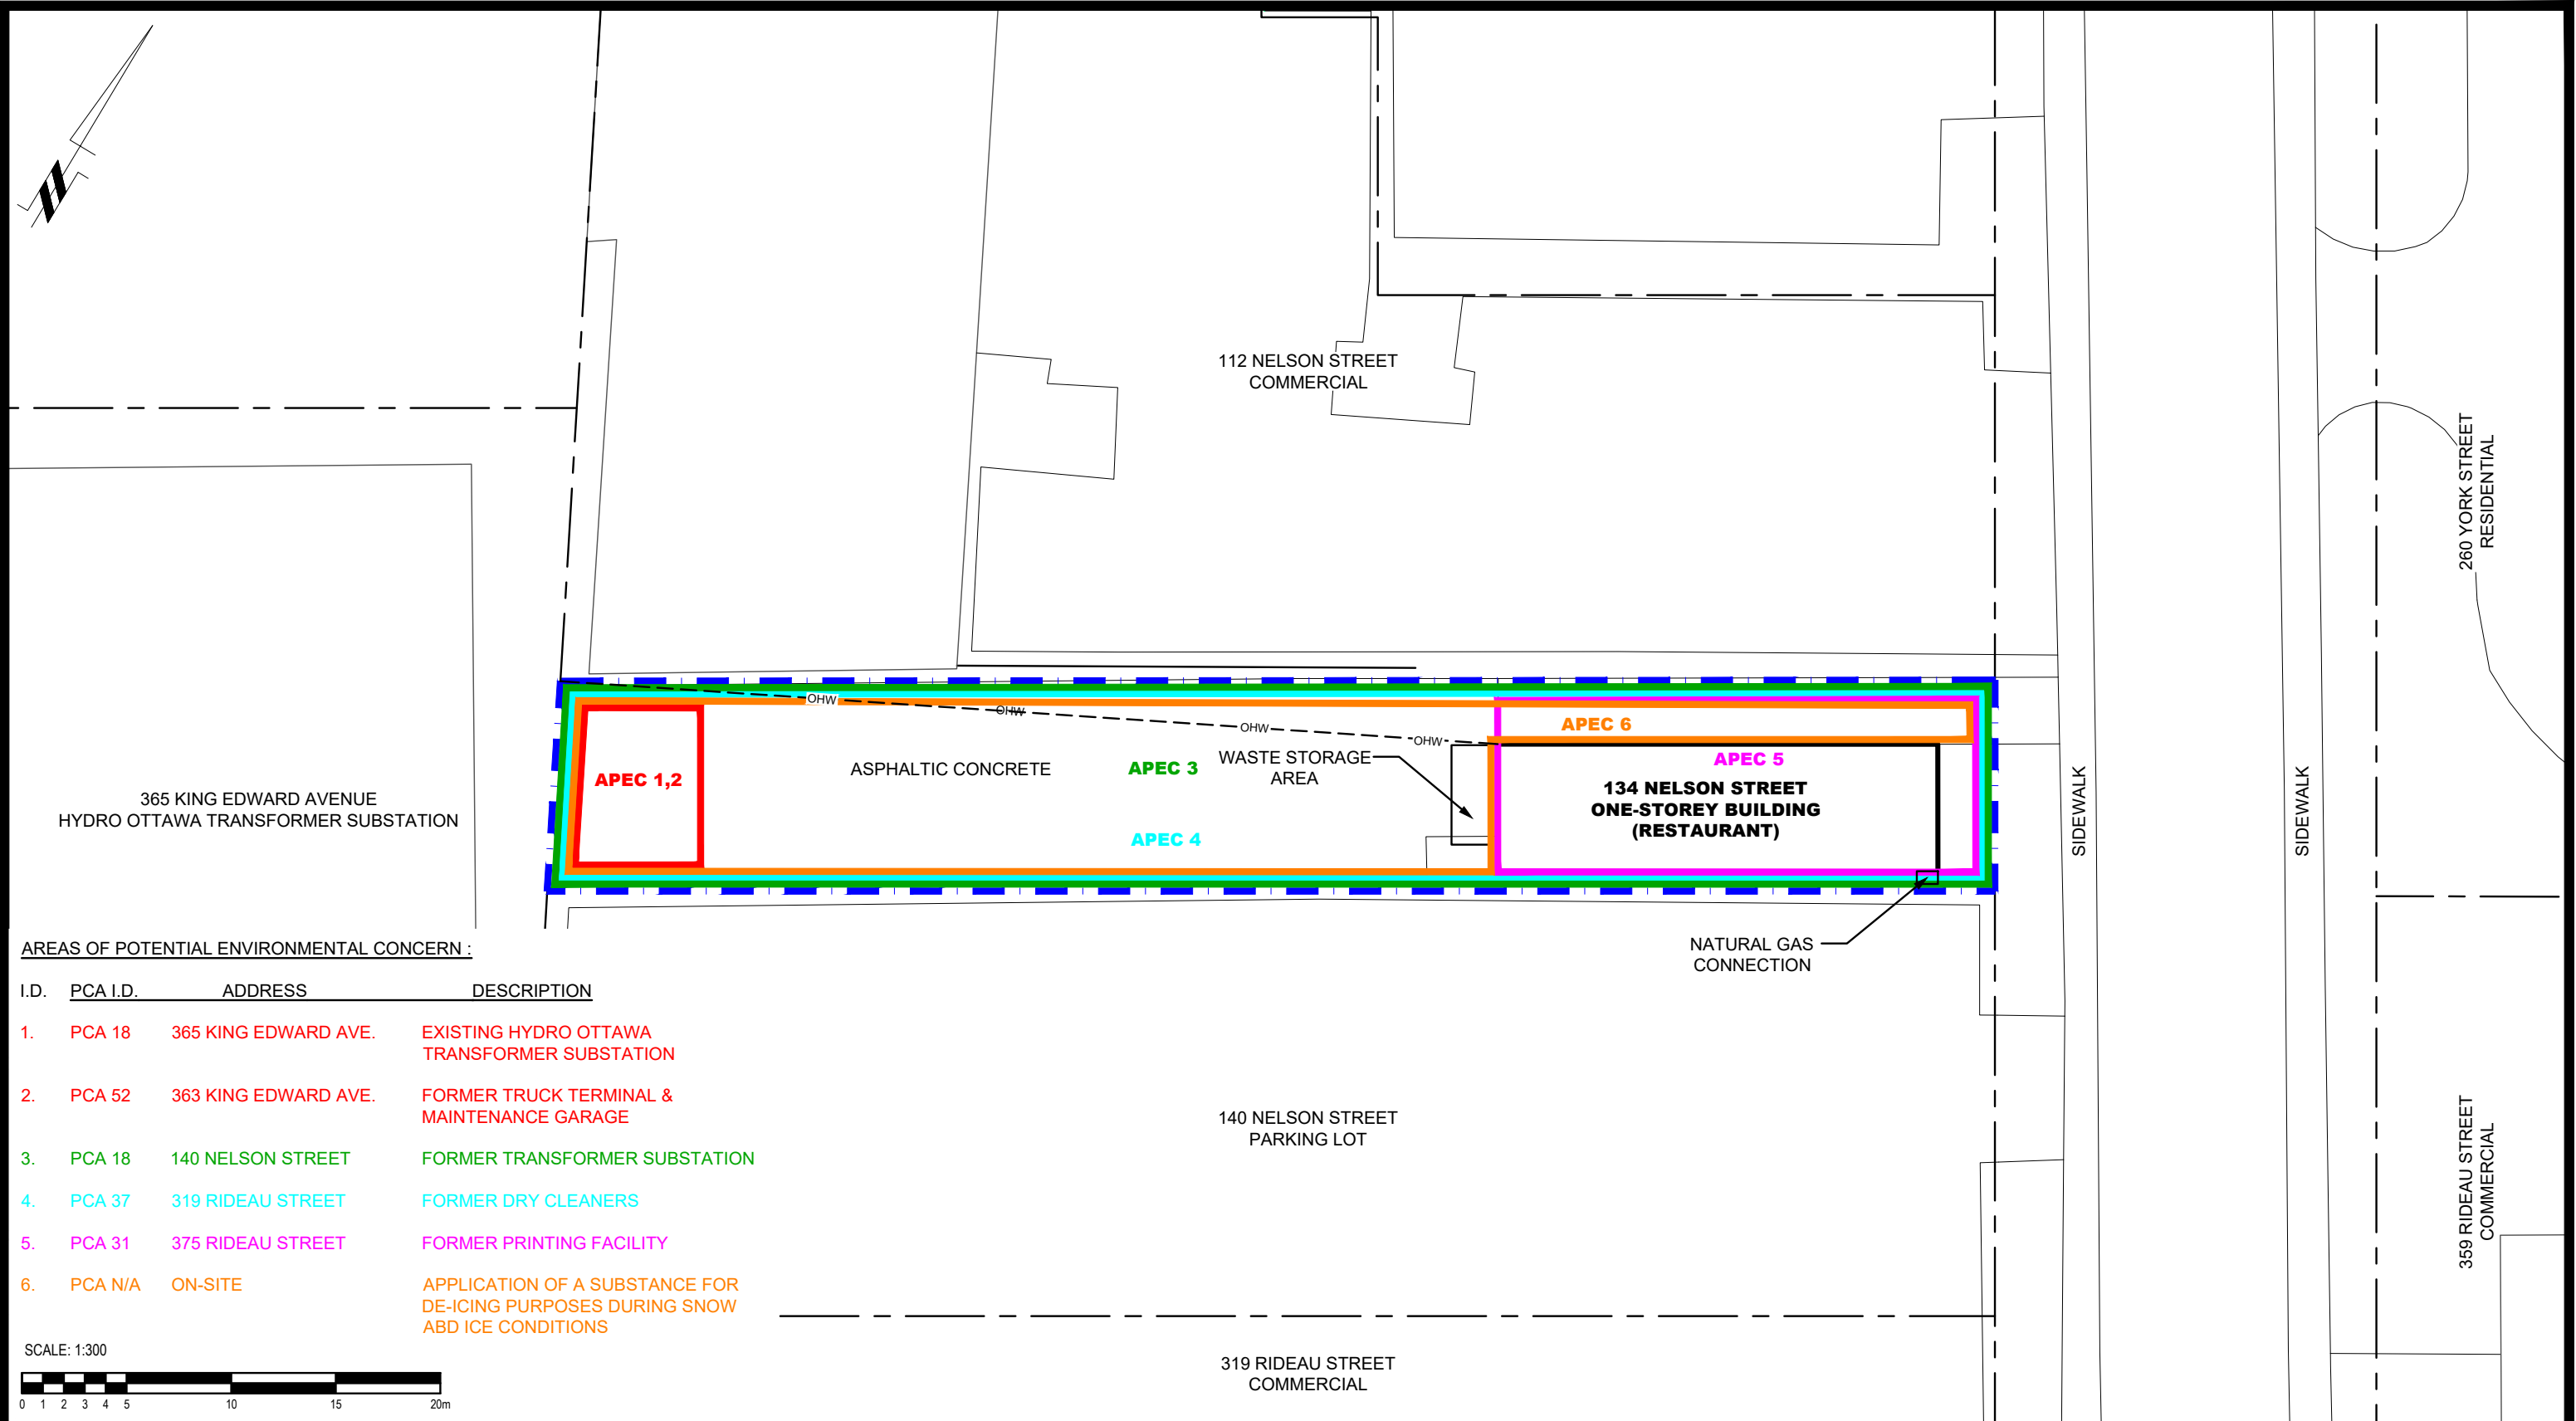 112 NELSON STREET
COMMERCIAL
260 YORK STREET
RESIDENTIAL
OHW
OHW
OHW
OHW
APEC 6
WASTE STORAGE
AREA
APEC 5
ASPHALTIC CONCRETE
APEC 3
APEC 1,2
134 NELSON STREET
ONE-STOREY BUILDING
(RESTAURANT)
APEC 4
365 KING EDWARD AVENUE
HYDRO OTTAWA TRANSFORMER SUBSTATION
SIDEWALK
SIDEWALK
NATURAL GAS
CONNECTION
140 NELSON STREET
PARKING LOT
359 RIDEAU STREET
COMMERCIAL
319 RIDEAU STREET
COMMERCIAL
AREAS OF POTENTIAL ENVIRONMENTAL CONCERN :
I.D. PCA I.D. ADDRESS DESCRIPTION
1. PCA 18 365 KING EDWARD AVE. EXISTING HYDRO OTTAWA
TRANSFORMER SUBSTATION
2. PCA 52 363 KING EDWARD AVE. FORMER TRUCK TERMINAL &
MAINTENANCE GARAGE
3. PCA 18 140 NELSON STREET FORMER TRANSFORMER SUBSTATION
4. PCA 37 319 RIDEAU STREET FORMER DRY CLEANERS
5. PCA 31 375 RIDEAU STREET FORMER PRINTING FACILITY
6. PCA N/A ON-SITE APPLICATION OF A SUBSTANCE FOR
DE-ICING PURPOSES DURING SNOW
ABD ICE CONDITIONS
SCALE: 1:300
0 1 2 3 4 5 10 15 20m